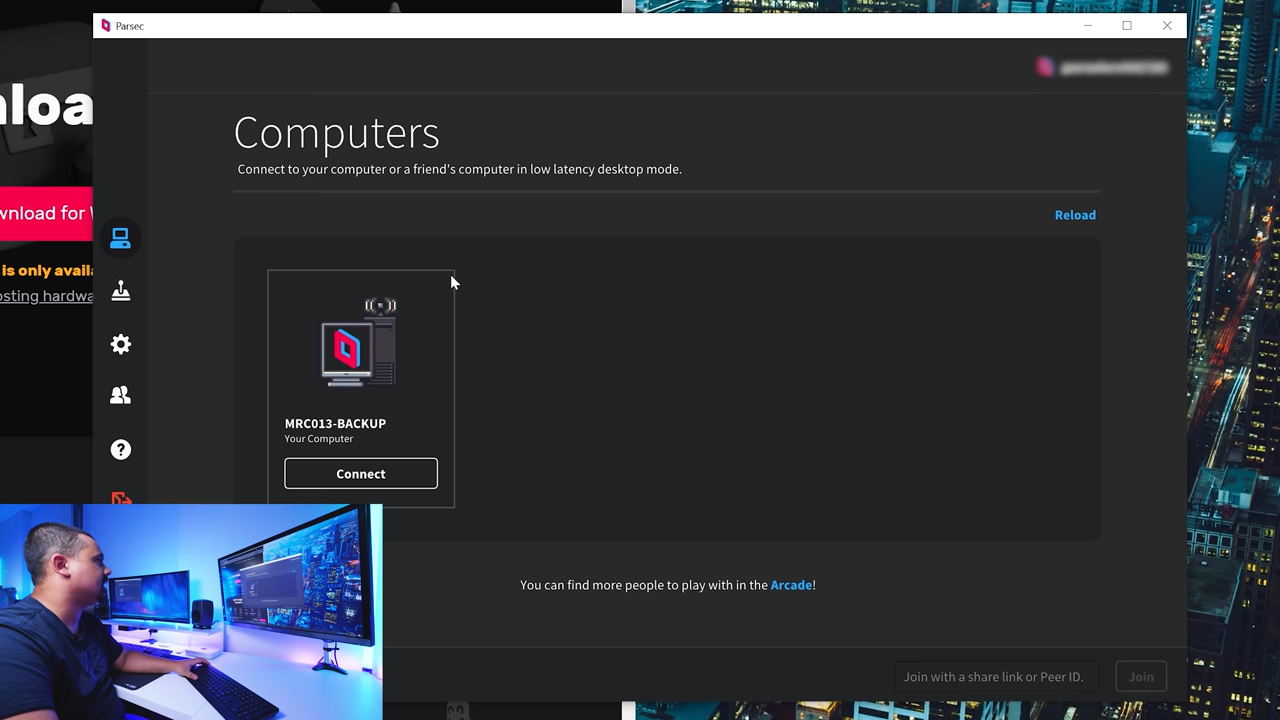 Parsec
nloa
Computers
Connect to your computer or a friend's computer in low latency desktop mode.
wnload for
Reload
is only avail
osting hardwa
MRC013-BACKUP
Your Computer
Connect
You can find more people to play with in the Arcade!
Join with a share link or Peer ID.
Join